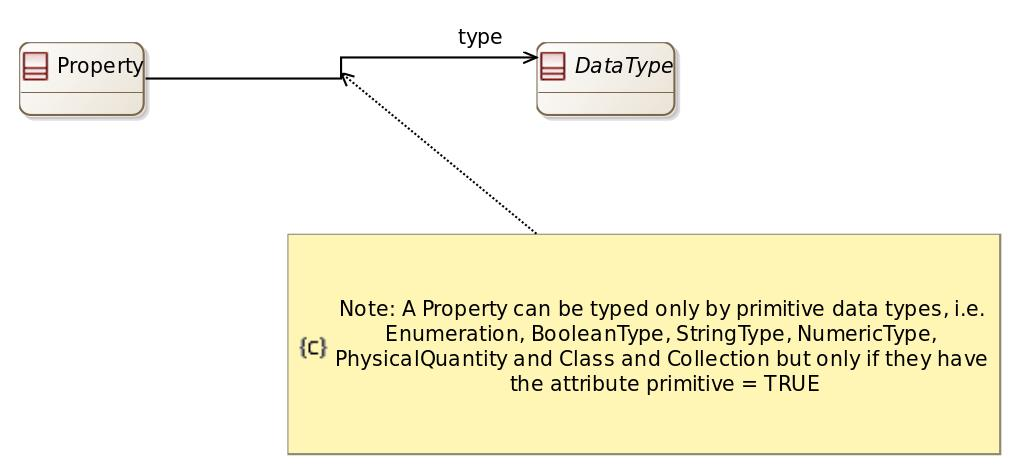 type
Property
DataType
Note: A Property can be typed only by primitive data types, i.e.
Enumeration, BooleanType, StringType, NumericType,
{c} PhysicalQuantity and Class and Collection but only if they have
the attribute primitive = TRUE